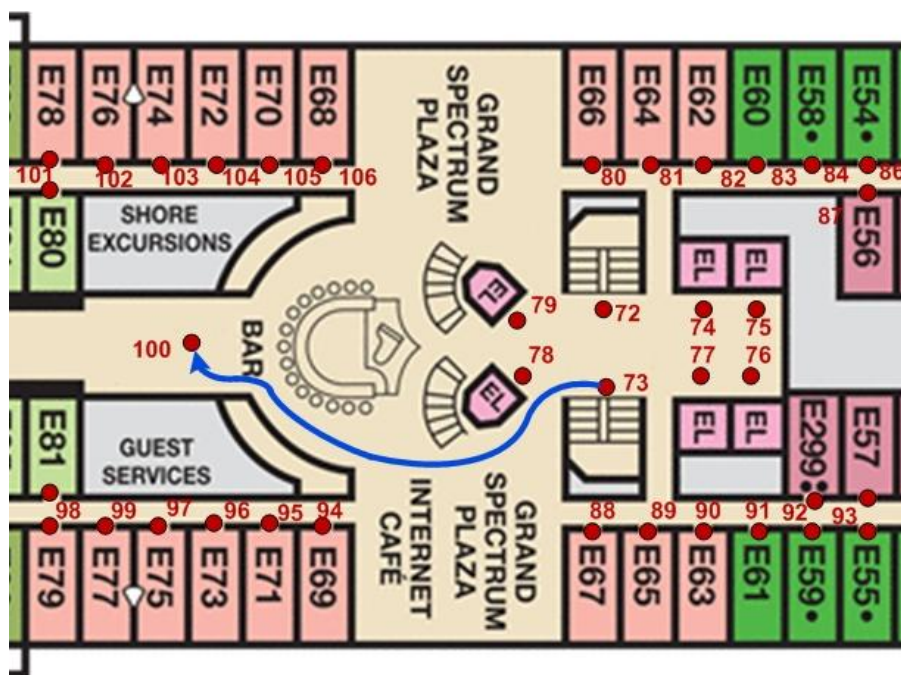 E78
E76
E74
E72
E70
E68
GRAND
SPECTRUM
PLAZA
E66
E64
E62
E60
E58•
E54•
101
102
103
104
105
106
80
81
82
83
84
86
E80
SHORE
EXCURSIONS
87
E56
EL
EL
EL
79
72
74
75
100
BAR
78
73
77
76
EL
EL
EL
E81
GUEST
SERVICES
E299
E57
INTERNET
CAFÉ
GRAND
SPECTRUM
PLAZA
98
99
97
96
95
94
88
89
90
91
92
93
E79
E77
E75
E73
E71
E69
E67
E65
E63
E61
E59•
E55•